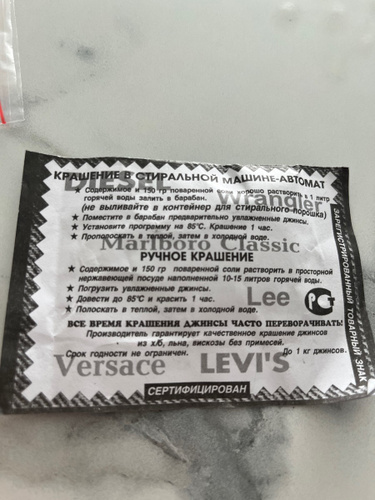 КРАШЕНИЕ В СТИРАЛЬНОЙ МАШИНЕ-АВТОМАТ
DIESEL
★ Содержимое и 150 гр поваренной соли хорошо растворить в 1 литр
горячей воды залить в барабан.
Wrangler
(не выливайте в контейнер для стирального порошка)
★ Поместите в барабан предварительно увлажненные джинсы.
★ Установите программу на 85°С. Крашение 1 час.
★ Прополоскать в теплой, затем в холодной воде.
Marlboro Classic
РУЧНОЕ КРАШЕНИЕ
★ Содержимое и 150 гр поваренной соли растворить в просторной
нержавеющей посуде наполненной 10-15 литров горячей воды.
★ Погрузить увлажненные джинсы.
★ Довести до 85°С и красить 1 час.
Lee
★ Полоскать в теплой, затем в холодной воде.
ВСЕ ВРЕМЯ КРАШЕНИЯ ДЖИНСЫ ЧАСТО ПЕРЕВОРАЧИВАТЬ
Производитель гарантирует качественное крашение джинсов
из х/б, льна, вискозы без примесей.
Срок годности не ограничен.
До 1 кг джинсов.
Versace LEVI'S
СЕРТИФИЦИРОВАН
ЗАРЕГИСТРИРОВАННЫЙ ТОВАРНЫЙ ЗНАК